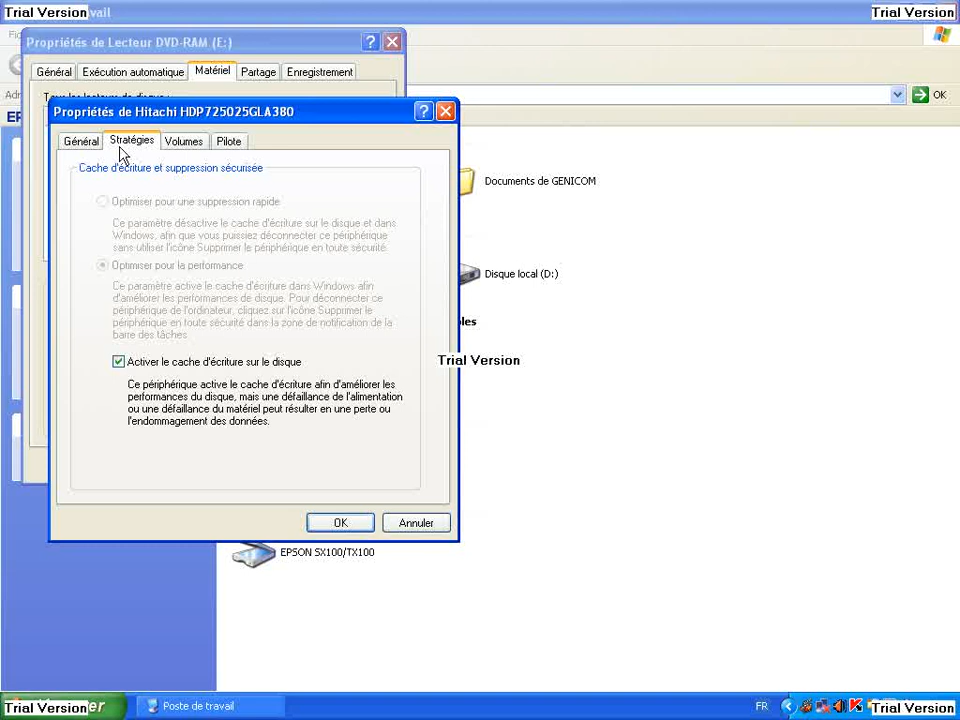 Trial Version
vail
Trial Version
Propriétés de Lecteur DVD-RAM (E:)
Général
Exécution automatique
Matériel
Partage
Enregistrement
OK
Propriétés de Hitachi HDP725025GLA380
Général
Stratégies
Volumes
Pilote
Cache d'écriture et suppression sécurisée
Optimiser pour une suppression rapide
Ce paramètre désactive le cache d'écriture sur le disque et dans
Windows, afin que vous puissiez déconnecter ce périphérique
sans utiliser l'icône Supprimer le périphérique en toute sécurité.
Optimiser pour la performance
Ce paramètre active le cache d'écriture dans Windows afin
d'améliorer les performances de disque. Pour déconnecter ce
périphérique de l'ordinateur, cliquez sur l'icône Supprimer le
périphérique en toute sécurité dans la zone de notification de la
barre des tâches
Activer le cache d'écriture sur le disque
Ce périphérique active le cache d'écriture afin d'améliorer les
performances du disque, mais une défaillance de l'alimentation
ou une défaillance du matériel peut résulter en une perte ou
l'endommagement des données.
OK
Annuler
Documents de GENICOM
Disque local (D:)
les
Trial Version
EPSON SX100/TX100
Trial Version
er
Poste de travail
FR
Trial Version